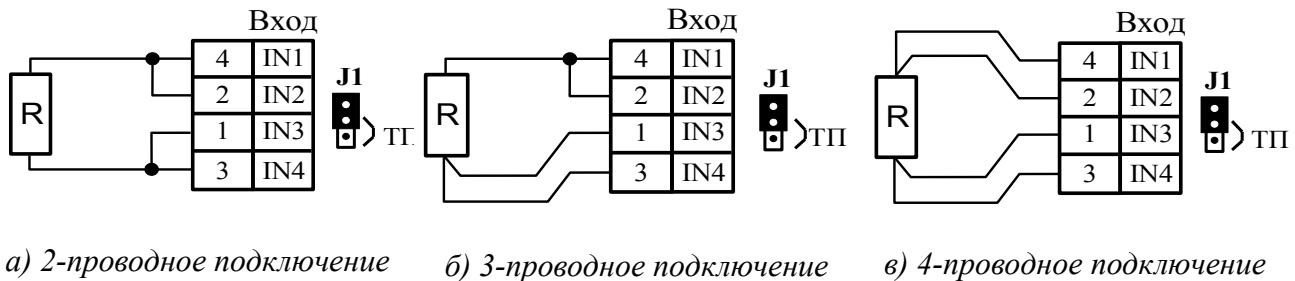 Вход
4 IN1
2 IN2
1 IN3
3 IN4
R
J1
ТП
а) 2-проводное подключение
Вход
4 IN1
2 IN2
1 IN3
3 IN4
R
J1
ТП
б) 3-проводное подключение
Вход
4 IN1
2 IN2
1 IN3
3 IN4
R
J1
ТП
в) 4-проводное подключение